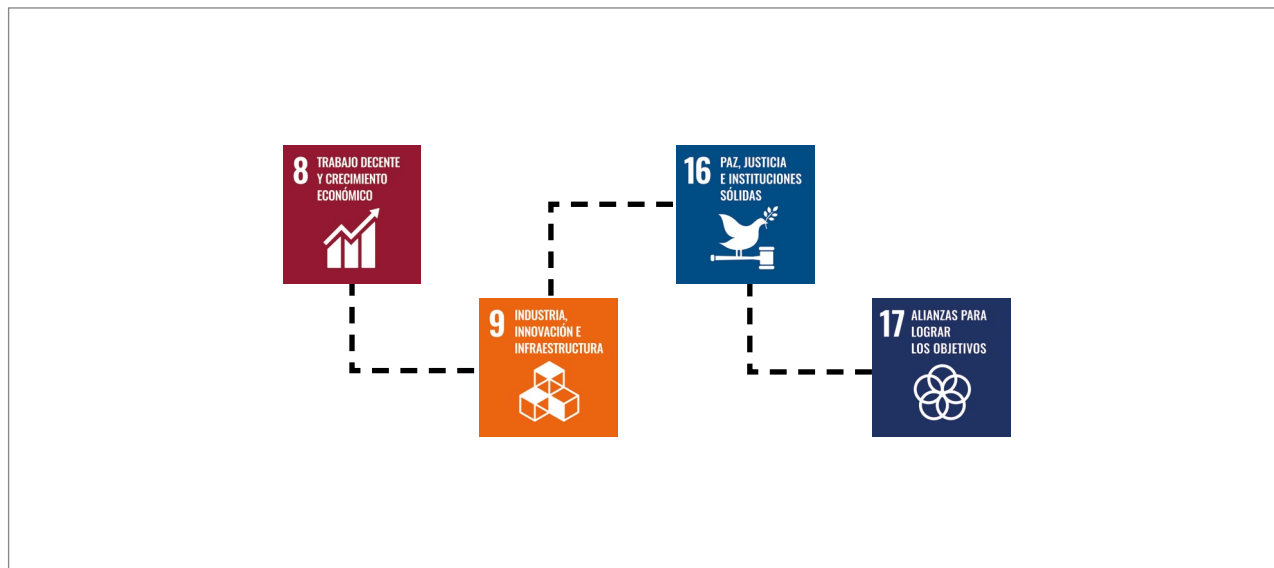 8 TRABAJO DECENTE
Y CRECIMIENTO
ECONÓMICO
9 INDUSTRIA,
INNOVACIÓN E
INFRAESTRUCTURA
16 PAZ, JUSTICIA
E INSTITUCIONES
SÓLIDAS
17 ALIANZAS PARA
LOGRAR
LOS OBJETIVOS